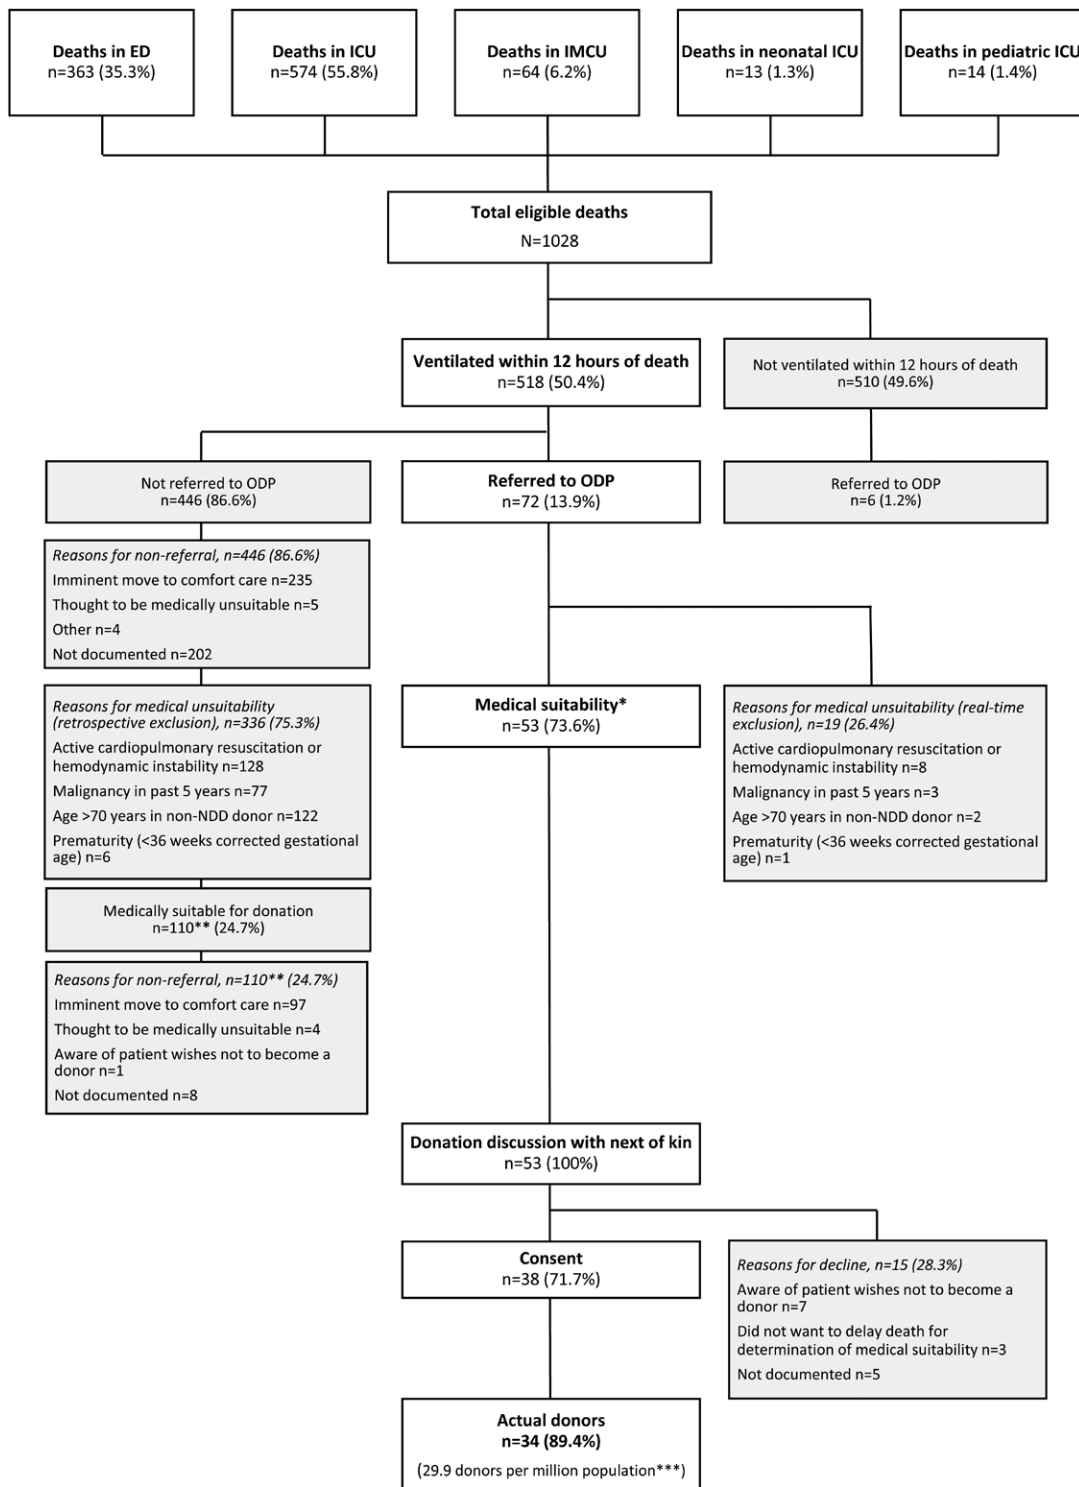 Deaths in ED
n=363 (35.3%)
Deaths in ICU
n=574 (55.8%)
Deaths in IMCU
n=64 (6.2%)
Deaths in neonatal ICU
n=13 (1.3%)
Deaths in pediatric ICU
n=14 (1.4%)
Total eligible deaths
N=1028
Ventilated within 12 hours of death
n=518 (50.4%)
Not ventilated within 12 hours of death
n=510 (49.6%)
Not referred to ODP
n=446 (86.6%)
Referred to ODP
n=72 (13.9%)
Referred to ODP
n=6 (1.2%)
Reasons for non-referral, n=446 (86.6%)
Imminent move to comfort care n=235
Thought to be medically unsuitable n=5
Other n=4
Not documented n=202
Reasons for medical unsuitability
(retrospective exclusion), n=336 (75.3%)
Active cardiopulmonary resuscitation or
hemodynamic instability n=128
Malignancy in past 5 years n=77
Age >70 years in non-NDD donor n=122
Prematurity (<36 weeks corrected gestational
age) n=6
Medical suitability*
n=53 (73.6%)
Reasons for medical unsuitability (real-time
exclusion), n=19 (26.4%)
Active cardiopulmonary resuscitation or
hemodynamic instability n=8
Malignancy in past 5 years n=3
Age >70 years in non-NDD donor n=2
Prematurity (<36 weeks corrected gestational
age) n=1
Medically suitable for donation
n=110** (24.7%)
Reasons for non-referral, n=110** (24.7%)
Imminent move to comfort care n=97
Thought to be medically unsuitable n=4
Aware of patient wishes not to become a
donor n=1
Not documented n=8
Donation discussion with next of kin
n=53 (100%)
Consent
n=38 (71.7%)
Reasons for decline, n=15 (28.3%)
Aware of patient wishes not to become a
donor n=7
Did not want to delay death for
determination of medical suitability n=3
Not documented n=5
Actual donors
n=34 (89.4%)
(29.9 donors per million population***)